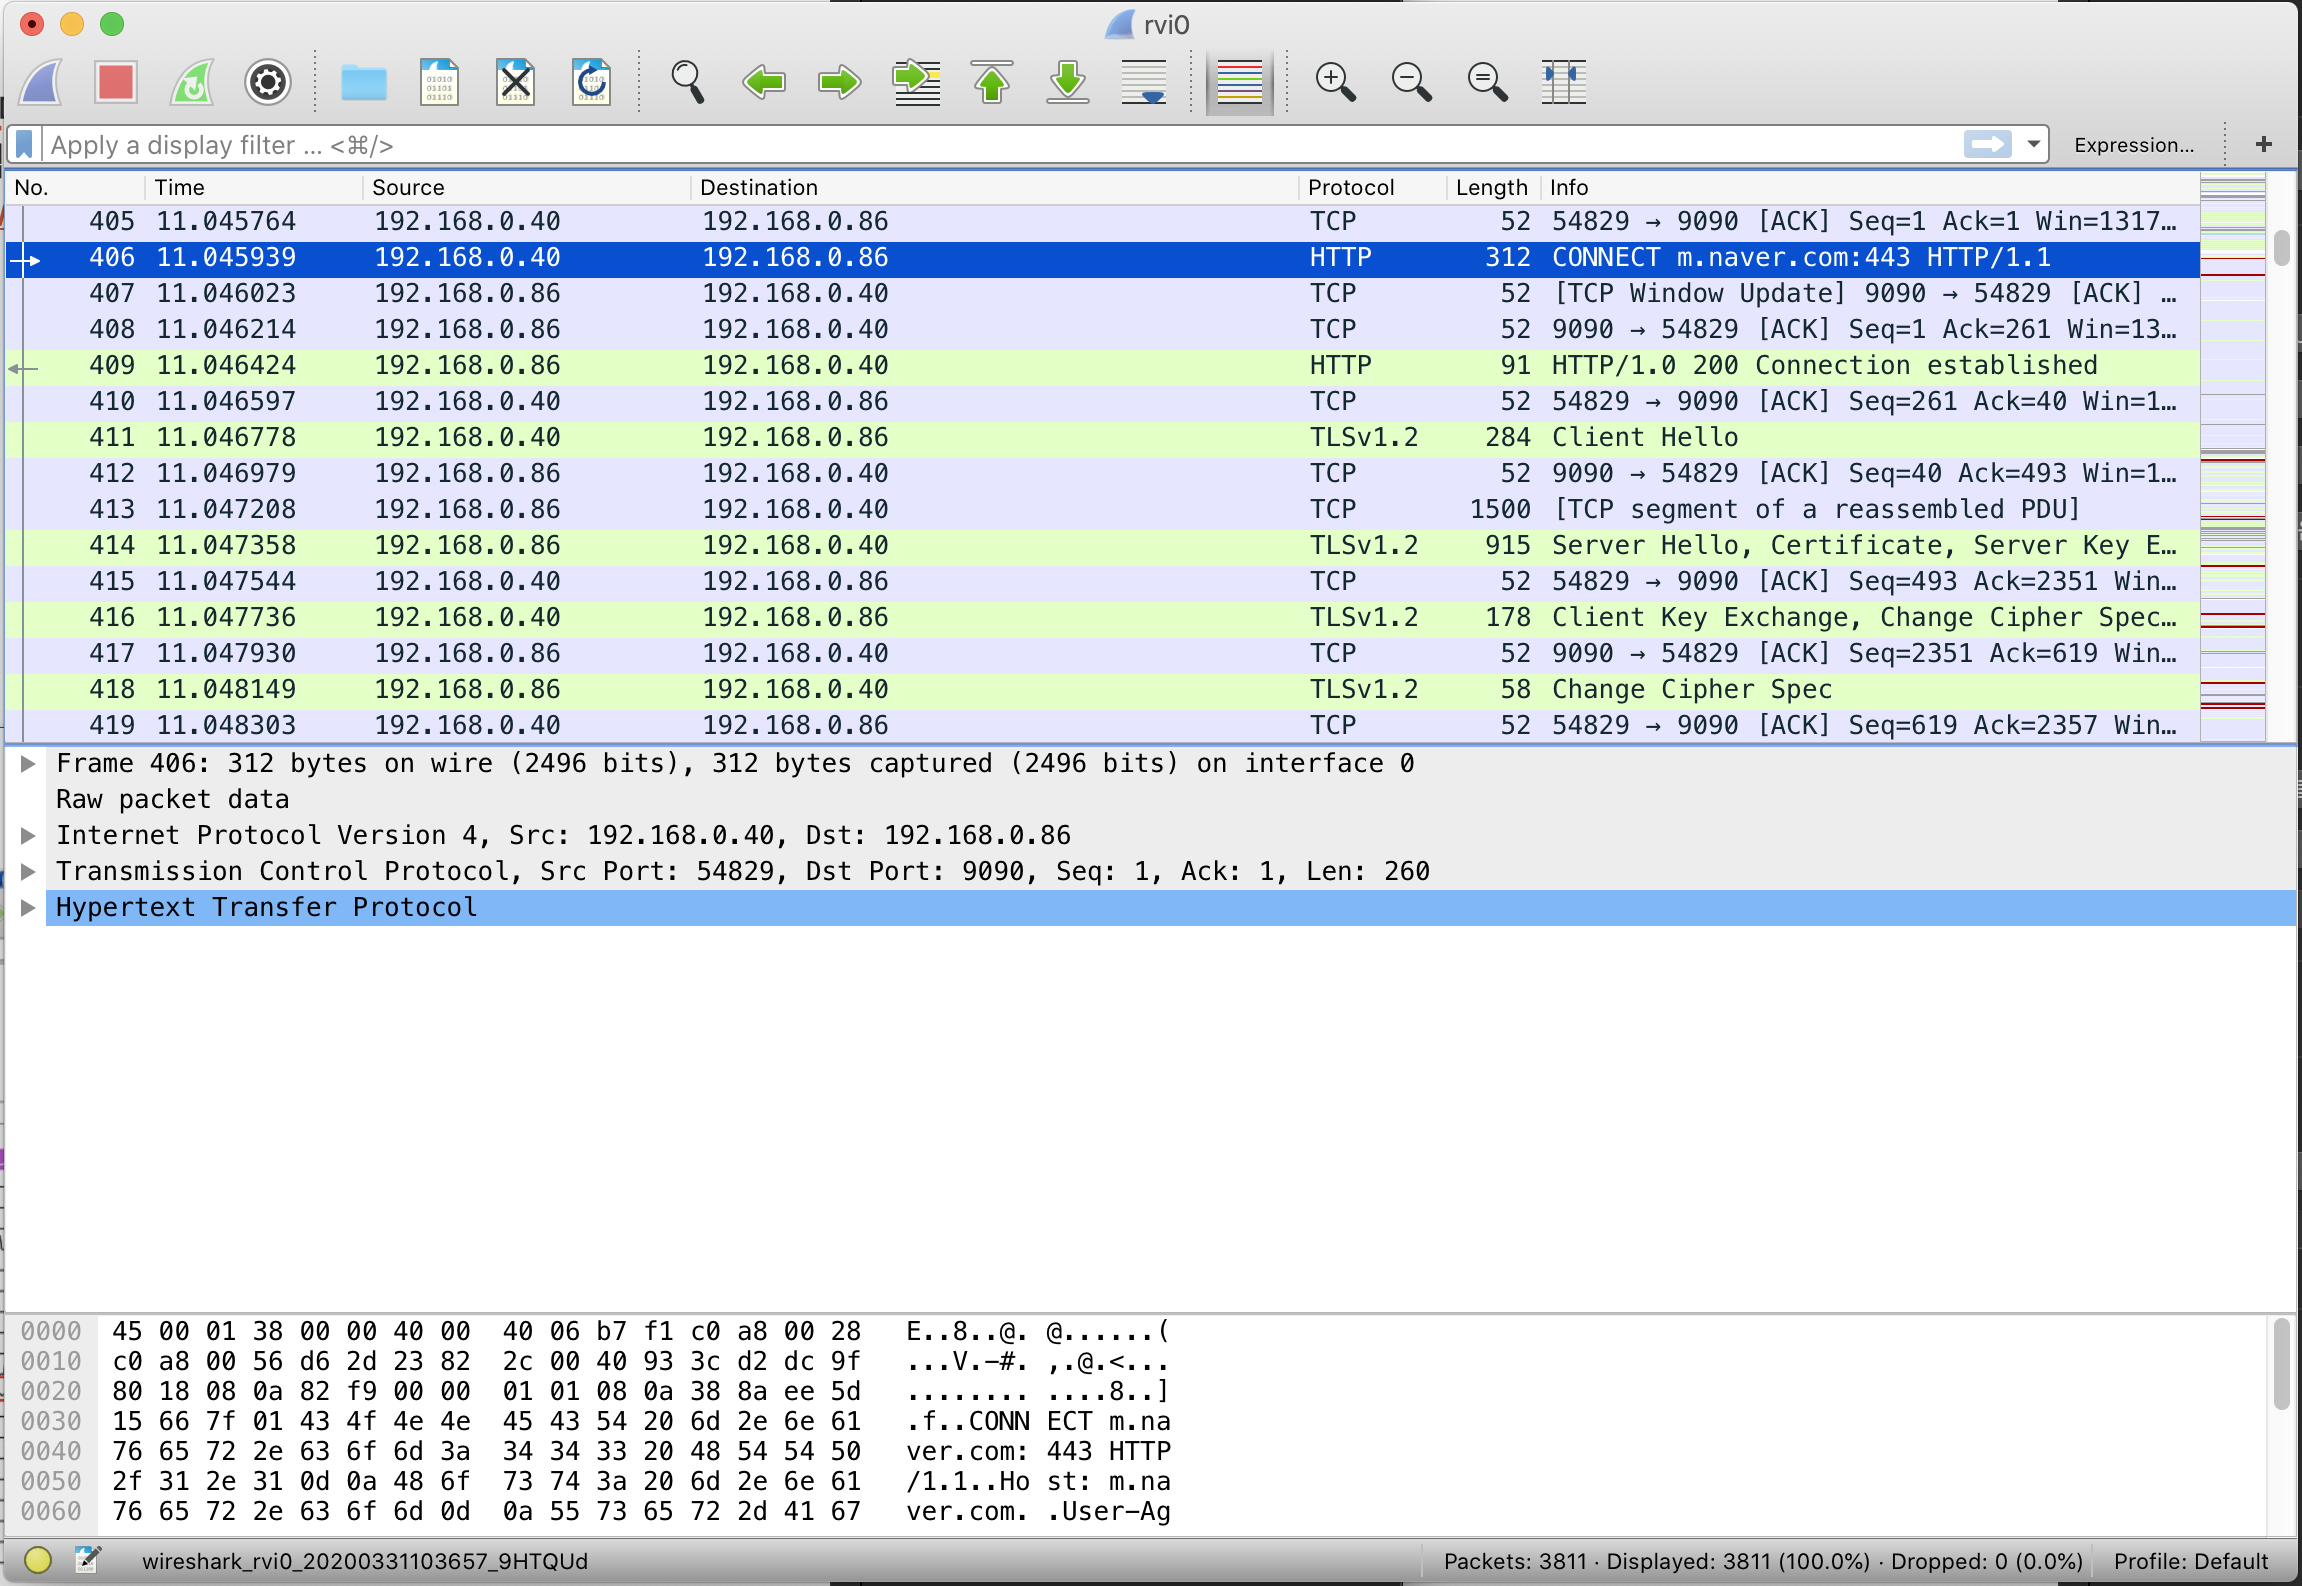 rvi0
Apply a display filter ... <⌘/>
Expression...
+
No. Time Source Destination Protocol Length Info
405 11.045764 192.168.0.40 192.168.0.86 TCP 52 54829 → 9090 [ACK] Seq=1 Ack=1 Win=1317…
406 11.045939 192.168.0.40 192.168.0.86 HTTP 312 CONNECT m.naver.com:443 HTTP/1.1
407 11.046023 192.168.0.86 192.168.0.40 TCP 52 [TCP Window Update] 9090 → 54829 [ACK] …
408 11.046214 192.168.0.86 192.168.0.40 TCP 52 9090 → 54829 [ACK] Seq=1 Ack=261 Win=13…
409 11.046424 192.168.0.86 192.168.0.40 HTTP 91 HTTP/1.0 200 Connection established
410 11.046597 192.168.0.40 192.168.0.86 TCP 52 54829 → 9090 [ACK] Seq=261 Ack=40 Win=1…
411 11.046778 192.168.0.40 192.168.0.86 TLSv1.2 284 Client Hello
412 11.046979 192.168.0.86 192.168.0.40 TCP 52 9090 → 54829 [ACK] Seq=40 Ack=493 Win=1…
413 11.047208 192.168.0.86 192.168.0.40 TCP 1500 [TCP segment of a reassembled PDU]
414 11.047358 192.168.0.86 192.168.0.40 TLSv1.2 915 Server Hello, Certificate, Server Key E…
415 11.047544 192.168.0.40 192.168.0.86 TCP 52 54829 → 9090 [ACK] Seq=493 Ack=2351 Win…
416 11.047736 192.168.0.40 192.168.0.86 TLSv1.2 178 Client Key Exchange, Change Cipher Spec…
417 11.047930 192.168.0.86 192.168.0.40 TCP 52 9090 → 54829 [ACK] Seq=2351 Ack=619 Win…
418 11.048149 192.168.0.86 192.168.0.40 TLSv1.2 58 Change Cipher Spec
419 11.048303 192.168.0.40 192.168.0.86 TCP 52 54829 → 9090 [ACK] Seq=619 Ack=2357 Win…
Frame 406: 312 bytes on wire (2496 bits), 312 bytes captured (2496 bits) on interface 0
Raw packet data
Internet Protocol Version 4, Src: 192.168.0.40, Dst: 192.168.0.86
Transmission Control Protocol, Src Port: 54829, Dst Port: 9090, Seq: 1, Ack: 1, Len: 260
Hypertext Transfer Protocol
0000 45 00 01 38 00 00 40 00 40 06 b7 f1 c0 a8 00 28 E..8..@. @......(
0010 c0 a8 00 56 d6 2d 23 82 2c 00 40 93 3c d2 dc 9f ...V.-#. ,.@.<...
0020 80 18 08 0a 82 f9 00 00 01 01 08 0a 38 8a ee 5d ........ ....8..]
0030 15 66 7f 01 43 4f 4e 4e 45 43 54 20 6d 2e 6e 61 .f..CONN ECT m.na
0040 76 65 72 2e 63 6f 6d 3a 34 34 33 20 48 54 54 50 ver.com: 443 HTTP
0050 2f 31 2e 31 0d 0a 48 6f 73 74 3a 20 6d 2e 6e 61 /1.1..Ho st: m.na
0060 76 65 72 2e 63 6f 6d 0d 0a 55 73 65 72 2d 41 67 ver.com. .User-Ag
wireshark_rvi0_20200331103657_9HTQUd
Packets: 3811 · Displayed: 3811 (100.0%) · Dropped: 0 (0.0%)
Profile: Default